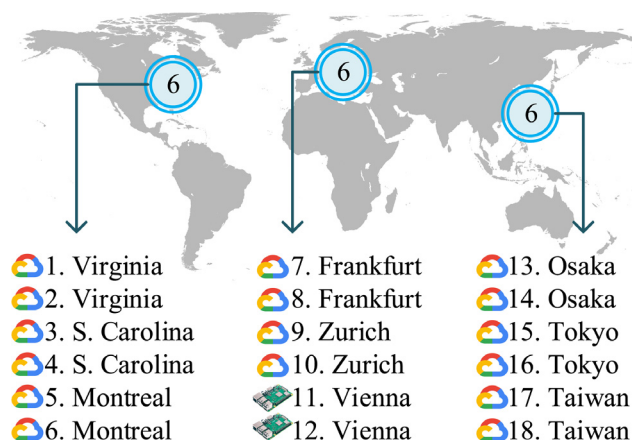 6
6
6
1. Virginia
2. Virginia
3. S. Carolina
4. S. Carolina
5. Montreal
6. Montreal
7. Frankfurt
8. Frankfurt
9. Zurich
10. Zurich
11. Vienna
12. Vienna
13. Osaka
14. Osaka
15. Tokyo
16. Tokyo
17. Taiwan
18. Taiwan